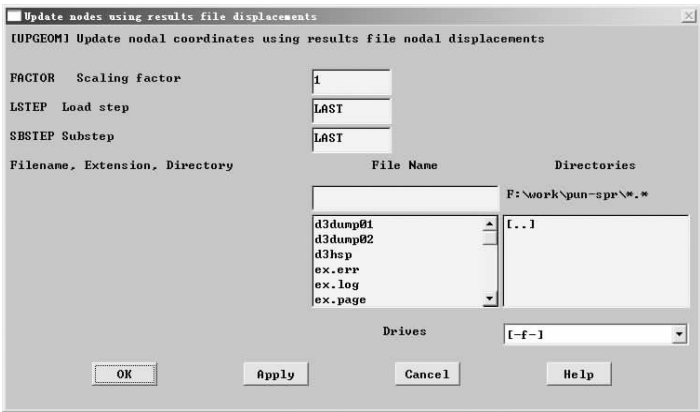 Update nodes using results file displacements
[UPGEOM] Update nodal coordinates using results file nodal displacements
FACTOR Scaling factor 1
LSTEP Load step LAST
SBSTEP Substep LAST
Filename, Extension, Directory File Name Directories
F:\work\pun-spr\*.*
d3dump01 [..]
d3dump02
d3hsp
ex.err
ex.log
ex.page
Drives [-f-]
OK Apply Cancel Help